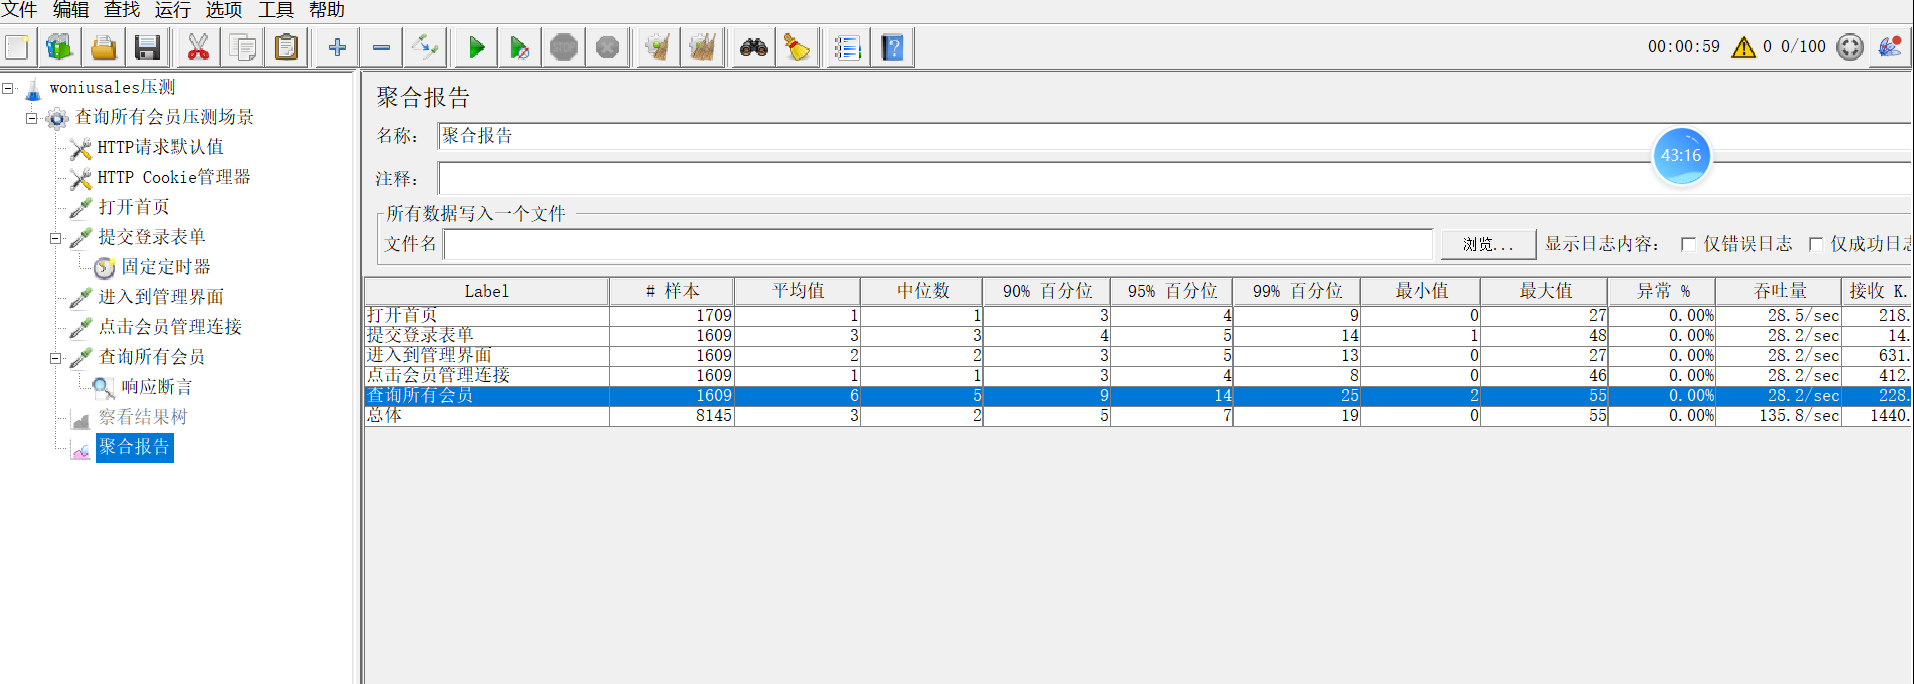 文件 编辑 查找 运行 选项 工具 帮助
STOP
00:00:59 0 0/100
woniusales压测
查询所有会员压测场景
HTTP请求默认值
HTTP Cookie管理器
打开首页
提交登录表单
固定定时器
进入到管理界面
点击会员管理连接
查询所有会员
响应断言
察看结果树
聚合报告
聚合报告
名称： 聚合报告
43:16
注释：
所有数据写入一个文件
文件名 浏览... 显示日志内容： 仅错误日志 仅成功日志
Label # 样本 平均值 中位数 90% 百分位 95% 百分位 99% 百分位 最小值 最大值 异常 % 吞吐量 接收 K.
打开首页 1709 1 1 3 4 9 0 27 0.00% 28.5/sec 218.
提交登录表单 1609 3 3 4 5 14 1 48 0.00% 28.2/sec 14.
进入到管理界面 1609 2 2 3 5 13 0 27 0.00% 28.2/sec 631.
点击会员管理连接 1609 1 1 3 4 8 0 46 0.00% 28.2/sec 412.
查询所有会员 1609 6 5 9 14 25 2 55 0.00% 28.2/sec 228.
总体 8145 3 2 5 7 19 0 55 0.00% 135.8/sec 1440.